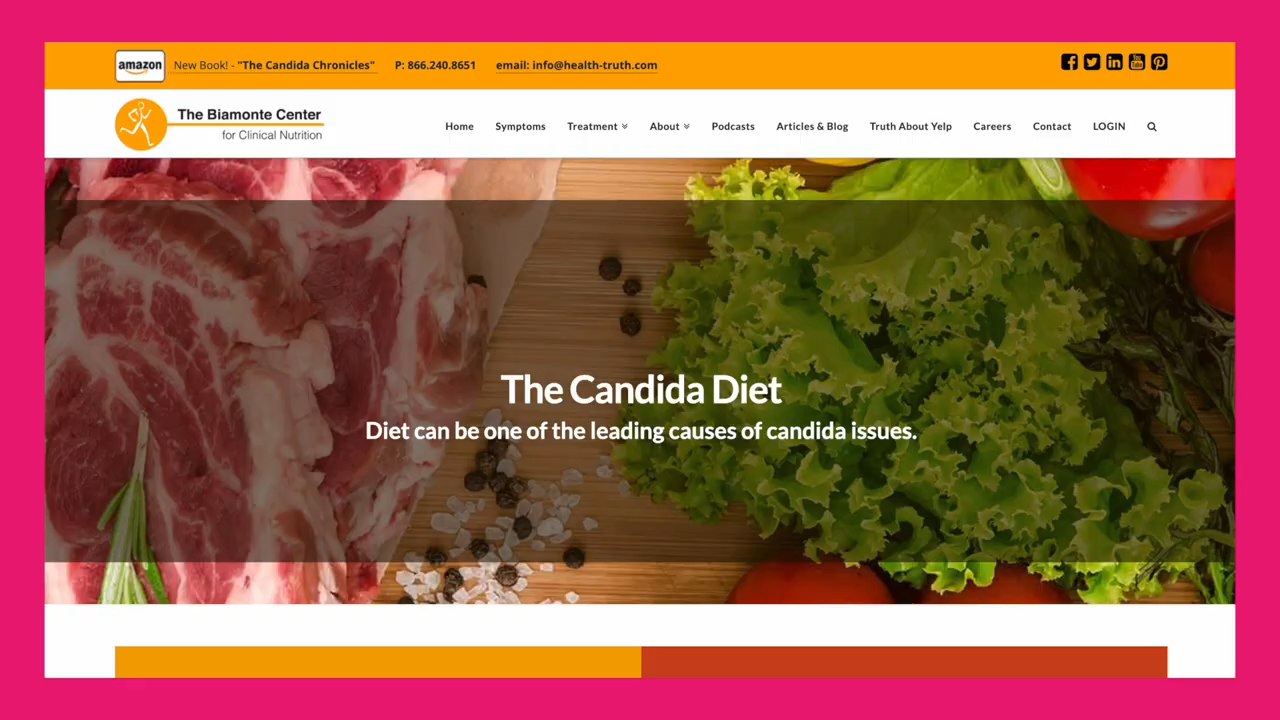 amazon New Book! - "The Candida Chronicles" P: 866.240.8651 email: info@health-truth.com
The Biamonte Center
for Clinical Nutrition
Home Symptoms Treatment About Podcasts Articles & Blog Truth About Yelp Careers Contact LOGIN
The Candida Diet
Diet can be one of the leading causes of candida issues.